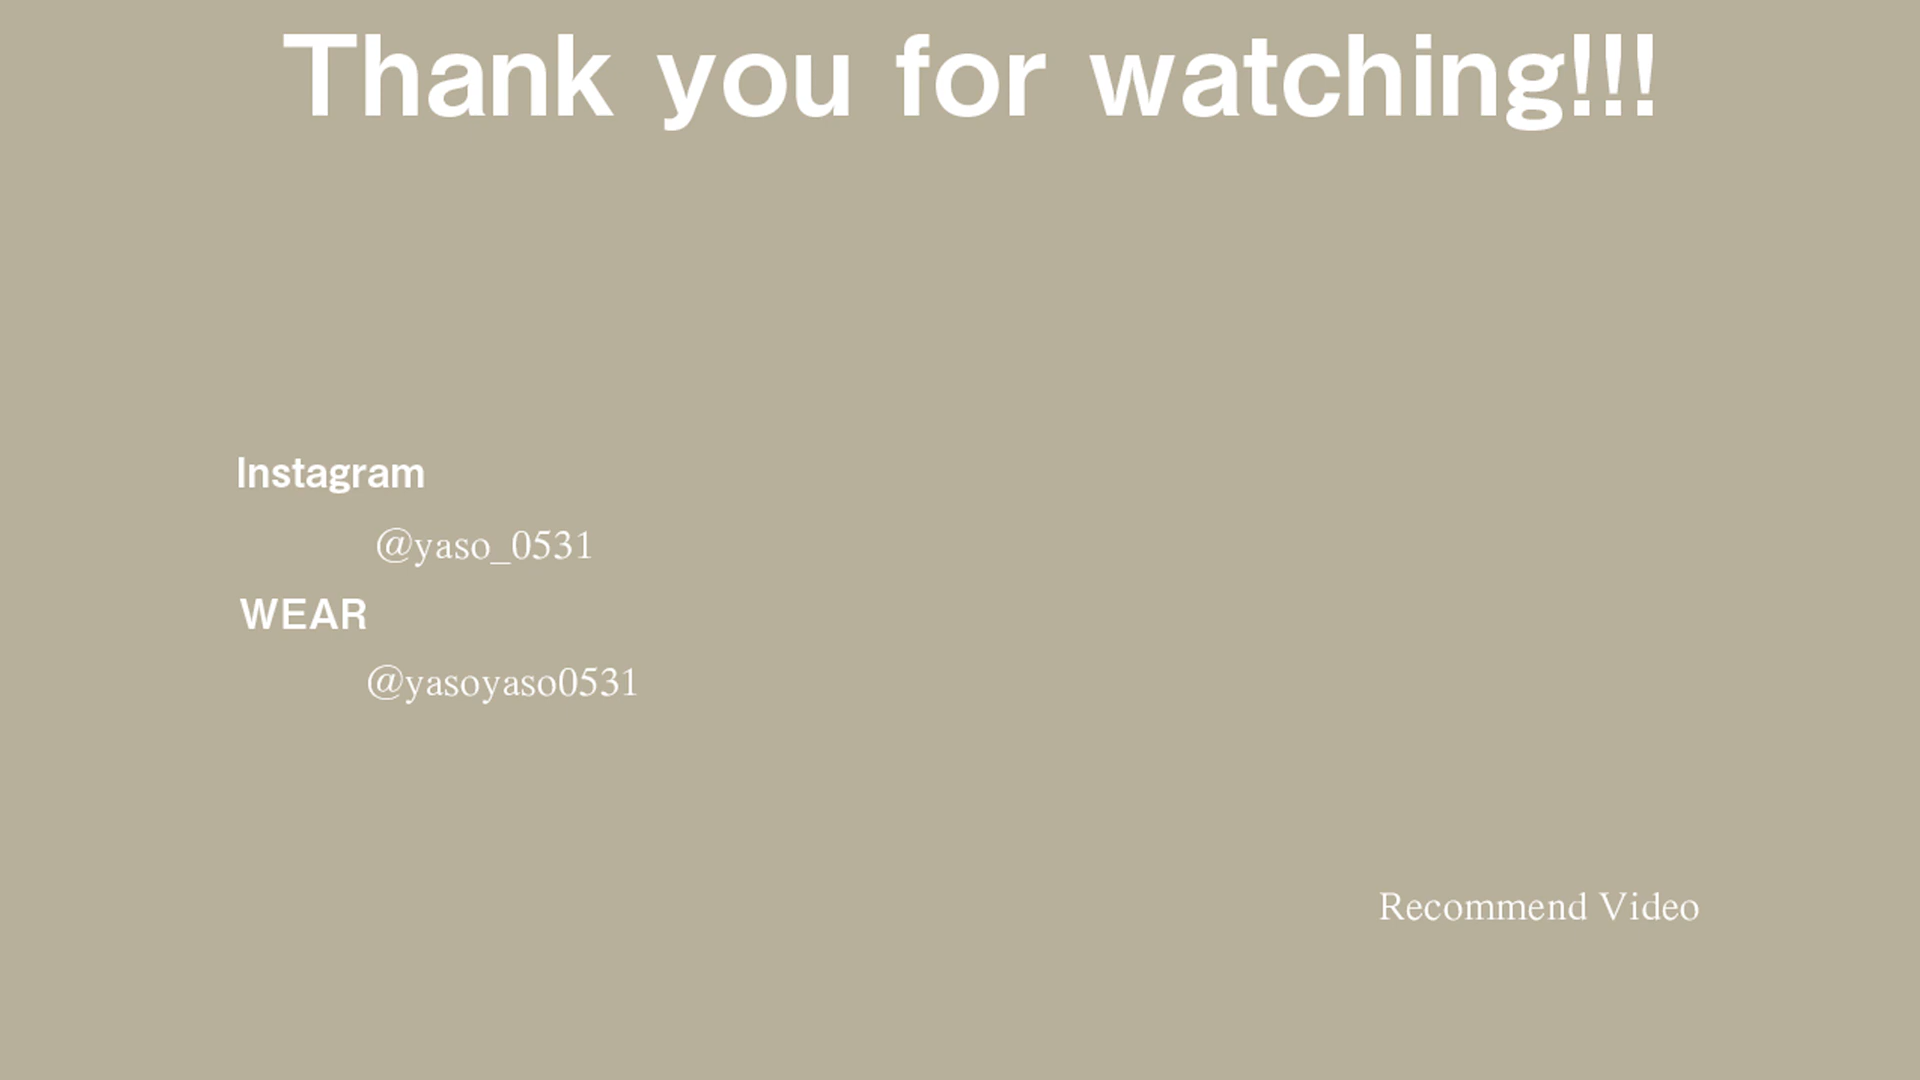 Thank you for watching!!!
Instagram
@yaso_0531
WEAR
@yasoyaso0531
Recommend Video